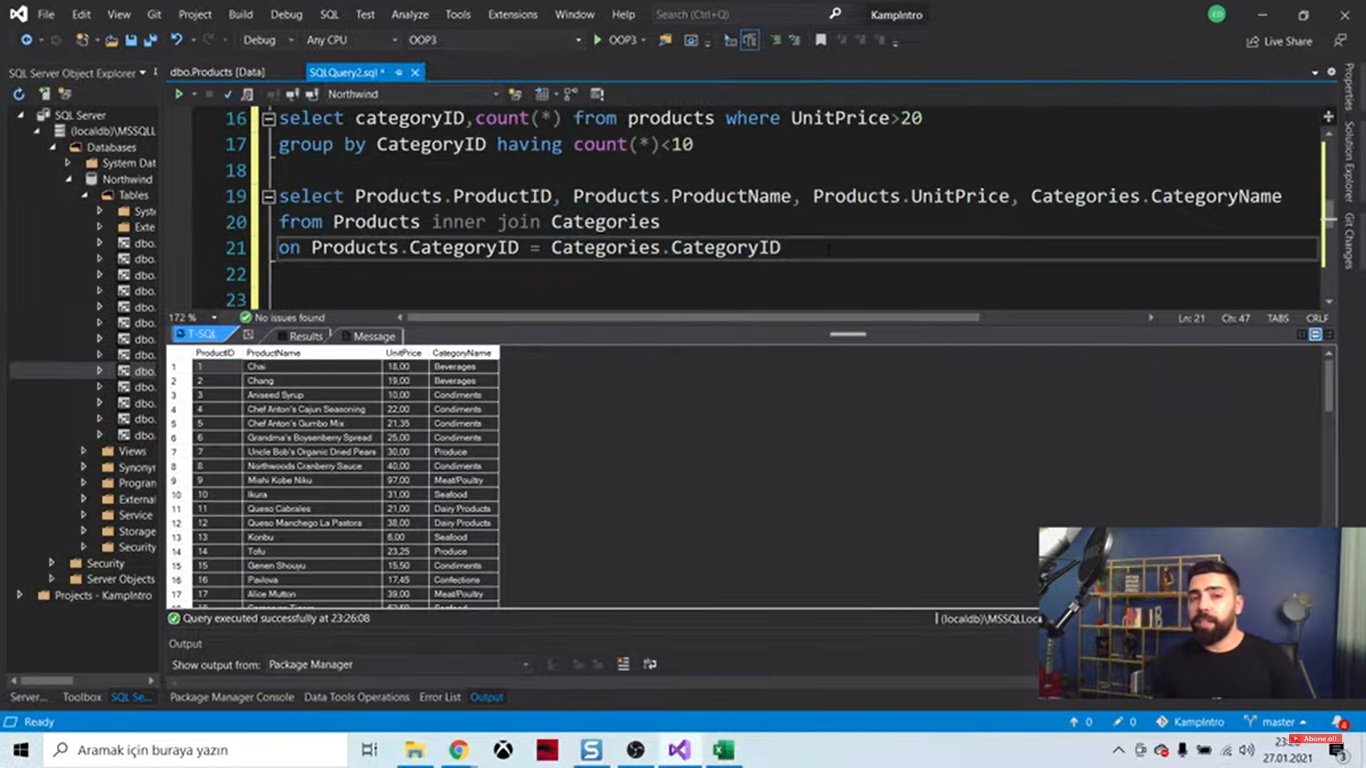 File Edit View Git Project Build Debug SQL Test Analyze Tools Extensions Window Help Search (Ctrl+Q) KampIntro ED
Debug Any CPU OOP3 OOP3 Live Share
SQL Server Object Explorer dbo.Products [Data] SQLQuery2.sql *
Northwind
SQL Server
(localdb)\MSSQLL
Databases
System Dat
Northwind
Tables
Syste
Exte
dbo.
dbo.
dbo.
dbo.
dbo.
dbo.
dbo.
dbo.
dbo.
dbo.
dbo.
dbo.
dbo.
Views
Synonym
Program
External
Service
Storage
Security
Security
Server Objects
Projects - KampIntro
16 select categoryID,count(*) from products where UnitPrice>20
17 group by CategoryID having count(*)<10
18
19 select Products.ProductID, Products.ProductName, Products.UnitPrice, Categories.CategoryName
20 from Products inner join Categories
21 on Products.CategoryID = Categories.CategoryID
22
23
172 % No issues found Ln: 21 Ch: 47 TABS CRLF
T-SQL Results Message
ProductID ProductName UnitPrice CategoryName
1 1 Chai 18,00 Beverages
2 2 Chang 19,00 Beverages
3 3 Aniseed Syrup 10,00 Condiments
4 4 Chef Anton's Cajun Seasoning 22,00 Condiments
5 5 Chef Anton's Gumbo Mix 21,35 Condiments
6 6 Grandma's Boysenberry Spread 25,00 Condiments
7 7 Uncle Bob's Organic Dried Pears 30,00 Produce
8 8 Northwoods Cranberry Sauce 40,00 Condiments
9 9 Mishi Kobe Niku 97,00 Meat/Poultry
10 10 Ikura 31,00 Seafood
11 11 Queso Cabrales 21,00 Dairy Products
12 12 Queso Manchego La Pastora 38,00 Dairy Products
13 13 Konbu 6,00 Seafood
14 14 Tofu 23,25 Produce
15 15 Genen Shouyu 15,50 Condiments
16 16 Pavlova 17,45 Confections
17 17 Alice Mutton 39,00 Meat/Poultry
Query executed successfully at 23:26:08 (localdb)\MSSQLLoc
Output
Show output from: Package Manager
Server... Toolbox SQL Se... Package Manager Console Data Tools Operations Error List Output
Properties
Solution Explorer
Git Changes
Ready 0 0 KampIntro master 4
Abone ol!
Aramak için buraya yazın
27.01.2021 3